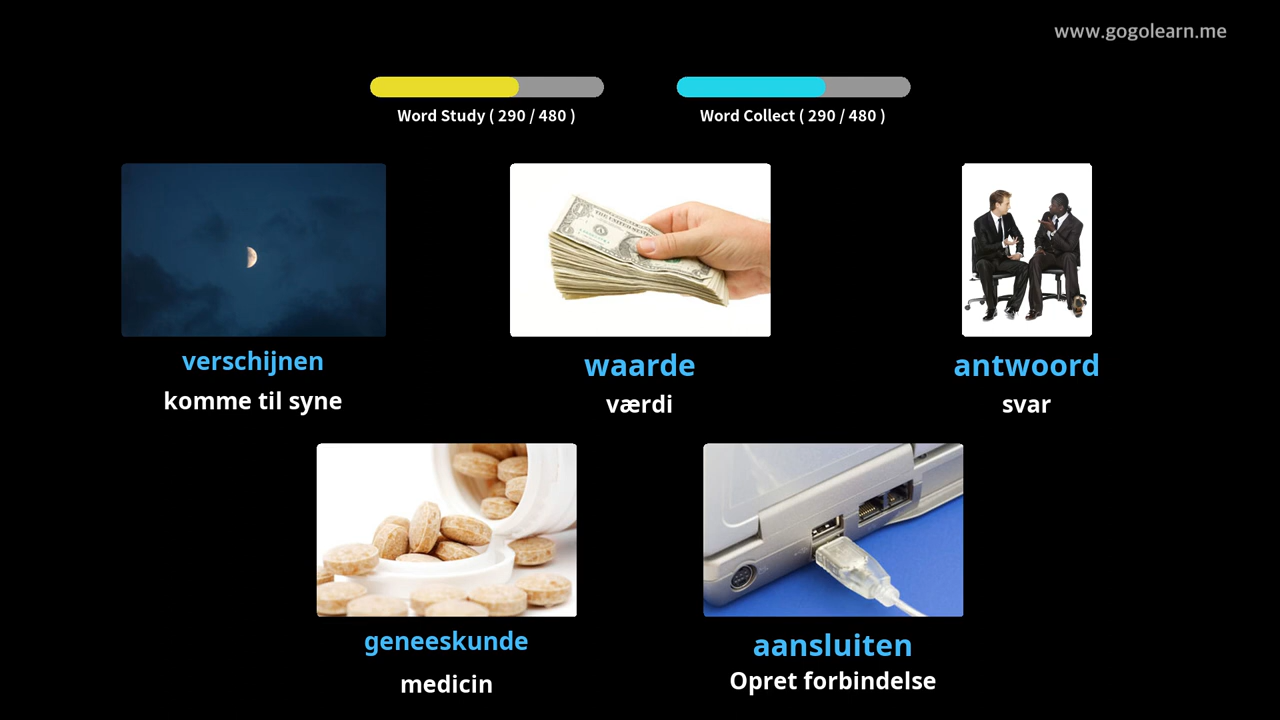 www.gogolearn.me
Word Study ( 290 / 480 )
Word Collect ( 290 / 480 )
verschijnen
komme til syne
waarde
værdi
antwoord
svar
geneeskunde
medicin
aansluiten
Opret forbindelse